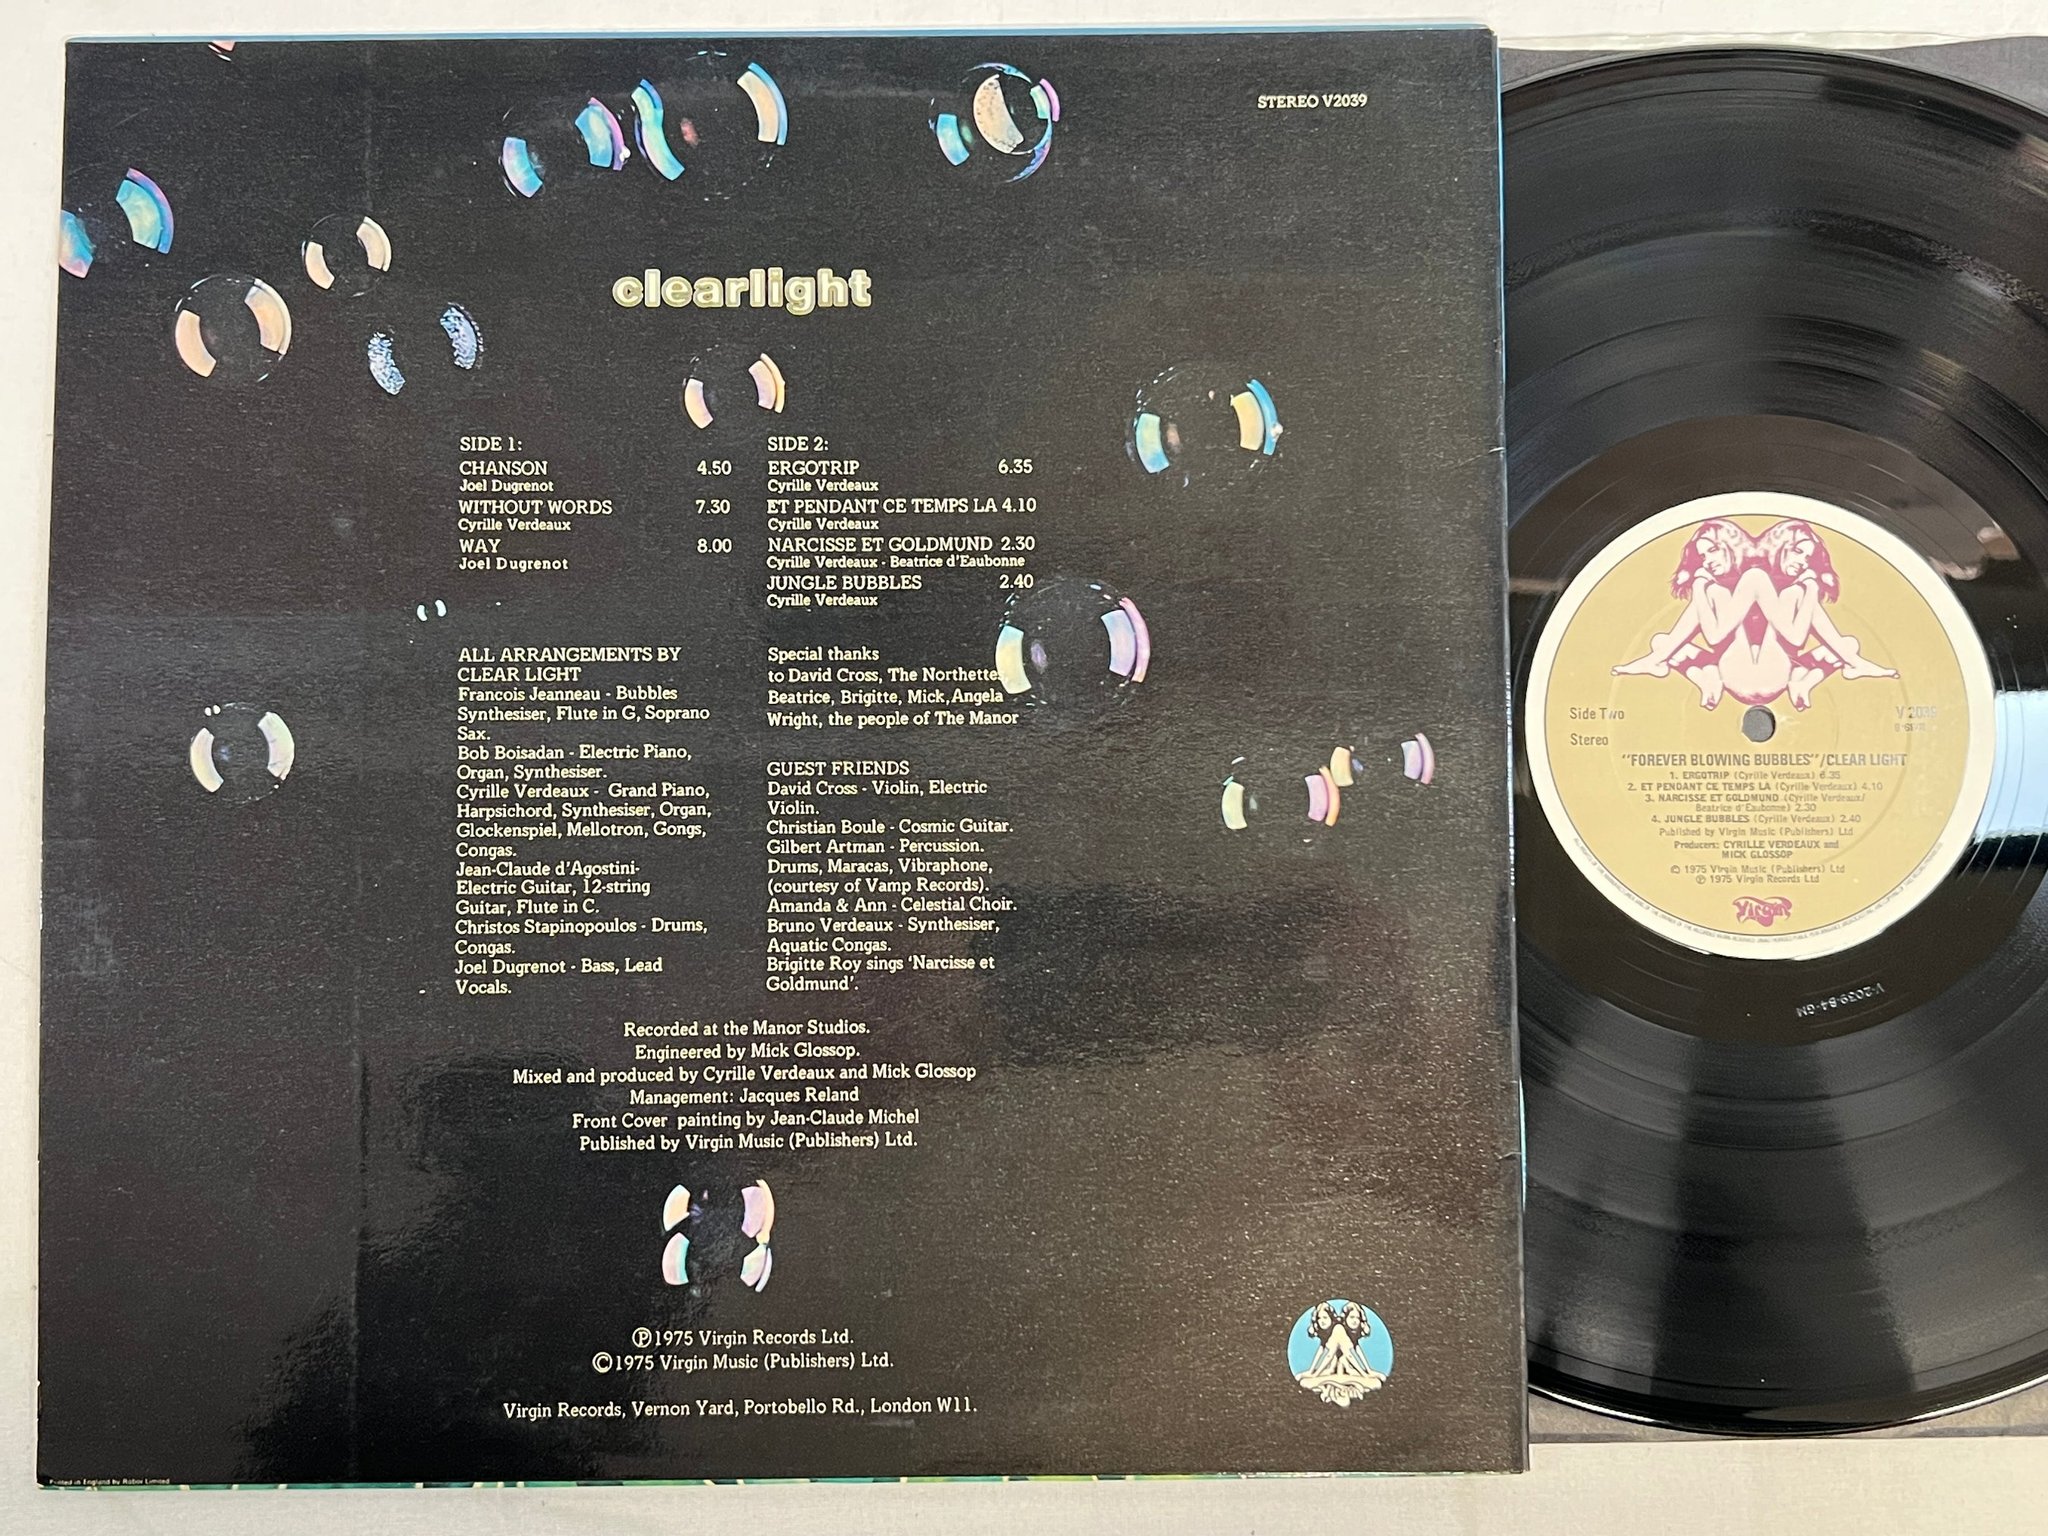 STEREO V2039
clearlight
SIDE 1:
CHANSON 4.50
Joel Dugrenot
WITHOUT WORDS 7.30
Cyrille Verdeaux
WAY 8.00
Joel Dugrenot
SIDE 2:
ERGOTRIP 6.35
Cyrille Verdeaux
ET PENDANT CE TEMPS LA 4.10
Cyrille Verdeaux
NARCISSE ET GOLDMUND 2.30
Cyrille Verdeaux - Beatrice d'Eaubonne
JUNGLE BUBBLES 2.40
Cyrille Verdeaux
ALL ARRANGEMENTS BY
CLEAR LIGHT
Francois Jeanneau - Bubbles
Synthesiser, Flute in G, Soprano
Sax.
Bob Boisadan - Electric Piano,
Organ, Synthesiser.
Cyrille Verdeaux - Grand Piano,
Harpsichord, Synthesiser, Organ,
Glockenspiel, Mellotron, Gongs,
Congas.
Jean-Claude d'Agostini-
Electric Guitar, 12-string
Guitar, Flute in C.
Christos Stapinopoulos - Drums,
Congas.
Joel Dugrenot - Bass, Lead
Vocals.
Special thanks
to David Cross, The Northettes,
Beatrice, Brigitte, Mick, Angela
Wright, the people of The Manor
GUEST FRIENDS
David Cross - Violin, Electric
Violin.
Christian Boule - Cosmic Guitar.
Gilbert Artman - Percussion.
Drums, Maracas, Vibraphone,
(courtesy of Vamp Records).
Amanda & Ann - Celestial Choir.
Bruno Verdeaux - Synthesiser,
Aquatic Congas.
Brigitte Roy sings 'Narcisse et
Goldmund'.
Recorded at the Manor Studios.
Engineered by Mick Glossop.
Mixed and produced by Cyrille Verdeaux and Mick Glossop
Management: Jacques Reland
Front Cover painting by Jean-Claude Michel
Published by Virgin Music (Publishers) Ltd.
℗1975 Virgin Records Ltd.
©1975 Virgin Music (Publishers) Ltd.
Virgin Records, Vernon Yard, Portobello Rd., London W11.
Virgin
Printed in England by Robor Limited
Side Two V 2039
Stereo
"FOREVER BLOWING BUBBLES"/CLEAR LIGHT
1. ERGOTRIP (Cyrille Verdeaux) 6.35
2. ET PENDANT CE TEMPS LA (Cyrille Verdeaux) 4.10
3. NARCISSE ET GOLDMUND (Cyrille Verdeaux/
Beatrice d'Eaubonne) 2.30
4. JUNGLE BUBBLES (Cyrille Verdeaux) 2.40
Published by Virgin Music (Publishers) Ltd
Producers: CYRILLE VERDEAUX and
MICK GLOSSOP
© 1975 Virgin Music (Publishers) Ltd
℗ 1975 Virgin Records Ltd
Virgin